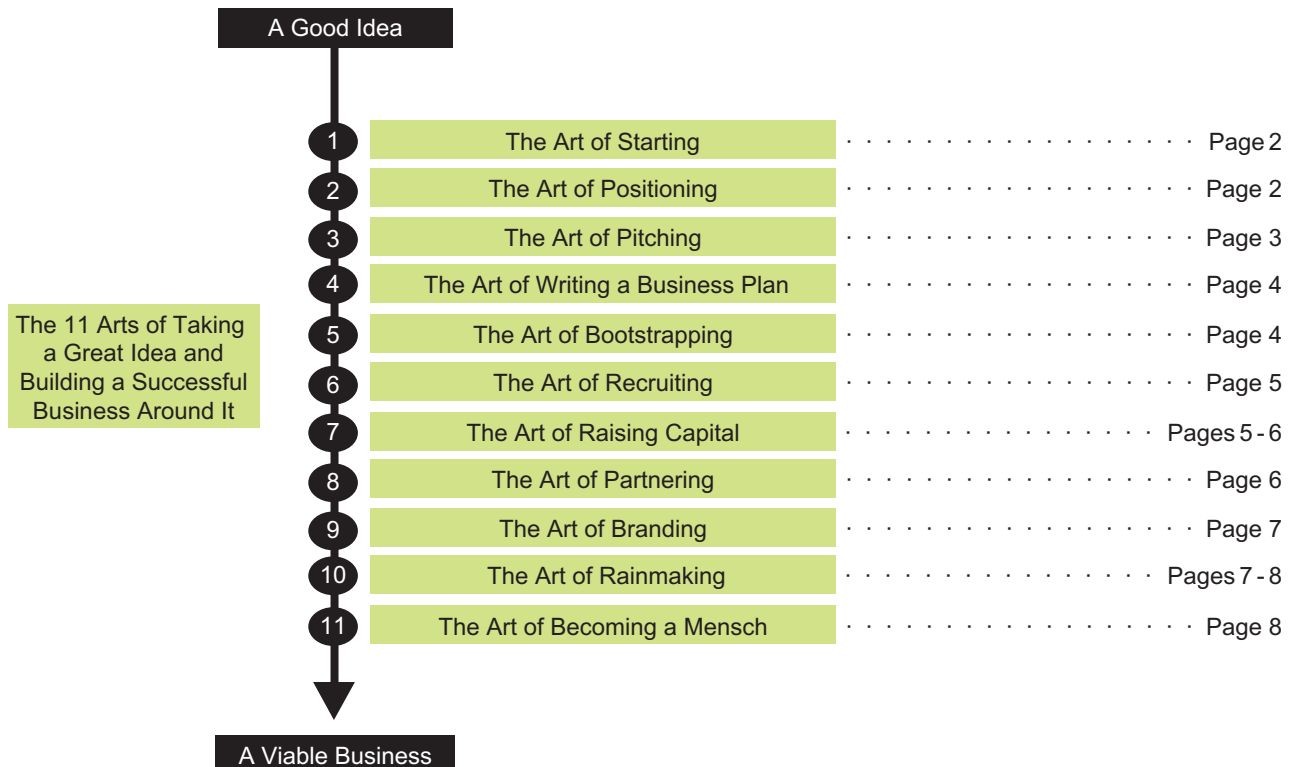 A Good Idea
1 The Art of Starting . . . . . . . . . . . . . . . . . . Page 2
2 The Art of Positioning . . . . . . . . . . . . . . . . . . Page 2
3 The Art of Pitching . . . . . . . . . . . . . . . . . . Page 3
4 The Art of Writing a Business Plan . . . . . . . . . . . . . . . . . . Page 4
The 11 Arts of Taking
a Great Idea and
Building a Successful
Business Around It
5 The Art of Bootstrapping . . . . . . . . . . . . . . . . . . Page 4
6 The Art of Recruiting . . . . . . . . . . . . . . . . . . Page 5
7 The Art of Raising Capital . . . . . . . . . . . . . . . . Pages 5 - 6
8 The Art of Partnering . . . . . . . . . . . . . . . . . . Page 6
9 The Art of Branding . . . . . . . . . . . . . . . . . . Page 7
10 The Art of Rainmaking . . . . . . . . . . . . . . . . Pages 7 - 8
11 The Art of Becoming a Mensch . . . . . . . . . . . . . . . . . . Page 8
A Viable Business